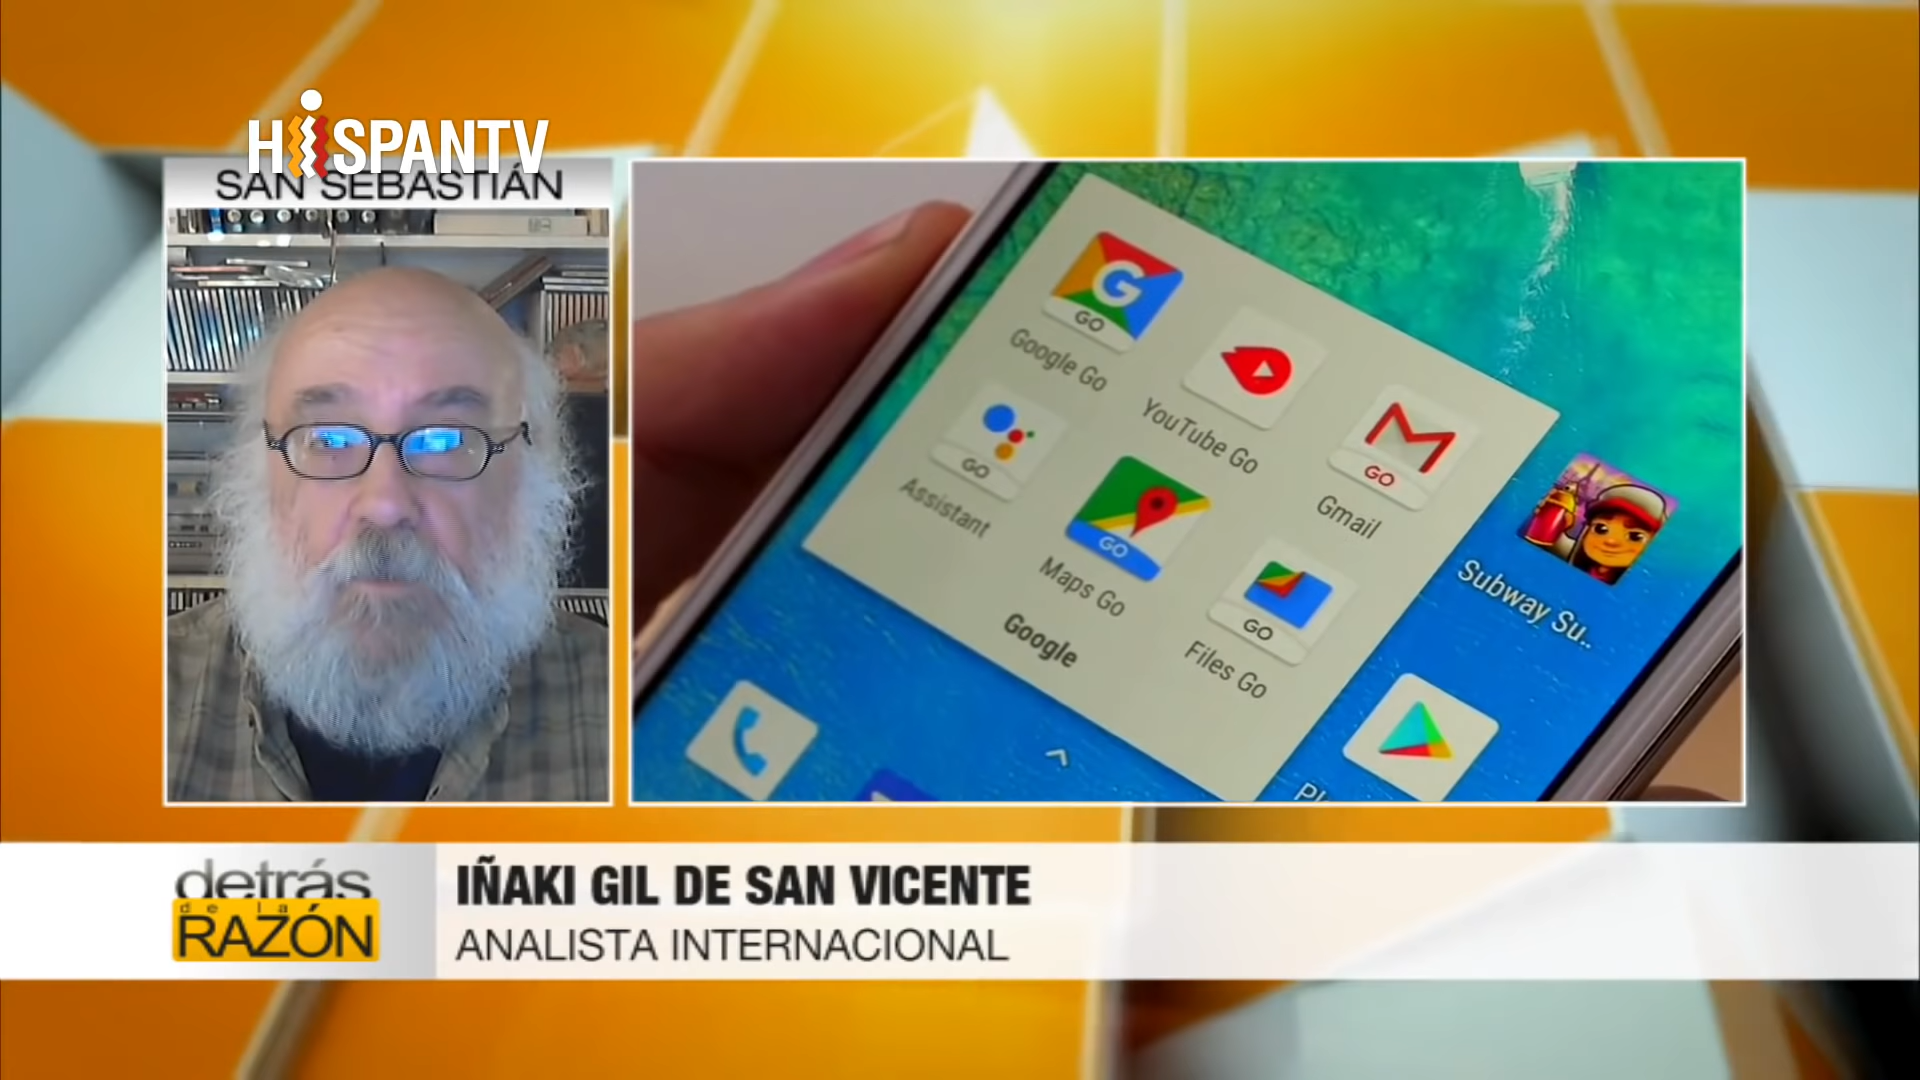 HISPANTV
SAN SEBASTIÁN
G
GO
Google Go
YouTube Go
GO
Gmail
GO
Assistant
GO
Maps Go
GO
Files Go
Google
Subway Su..
detrás
de la
RAZÓN
IÑAKI GIL DE SAN VICENTE
ANALISTA INTERNACIONAL